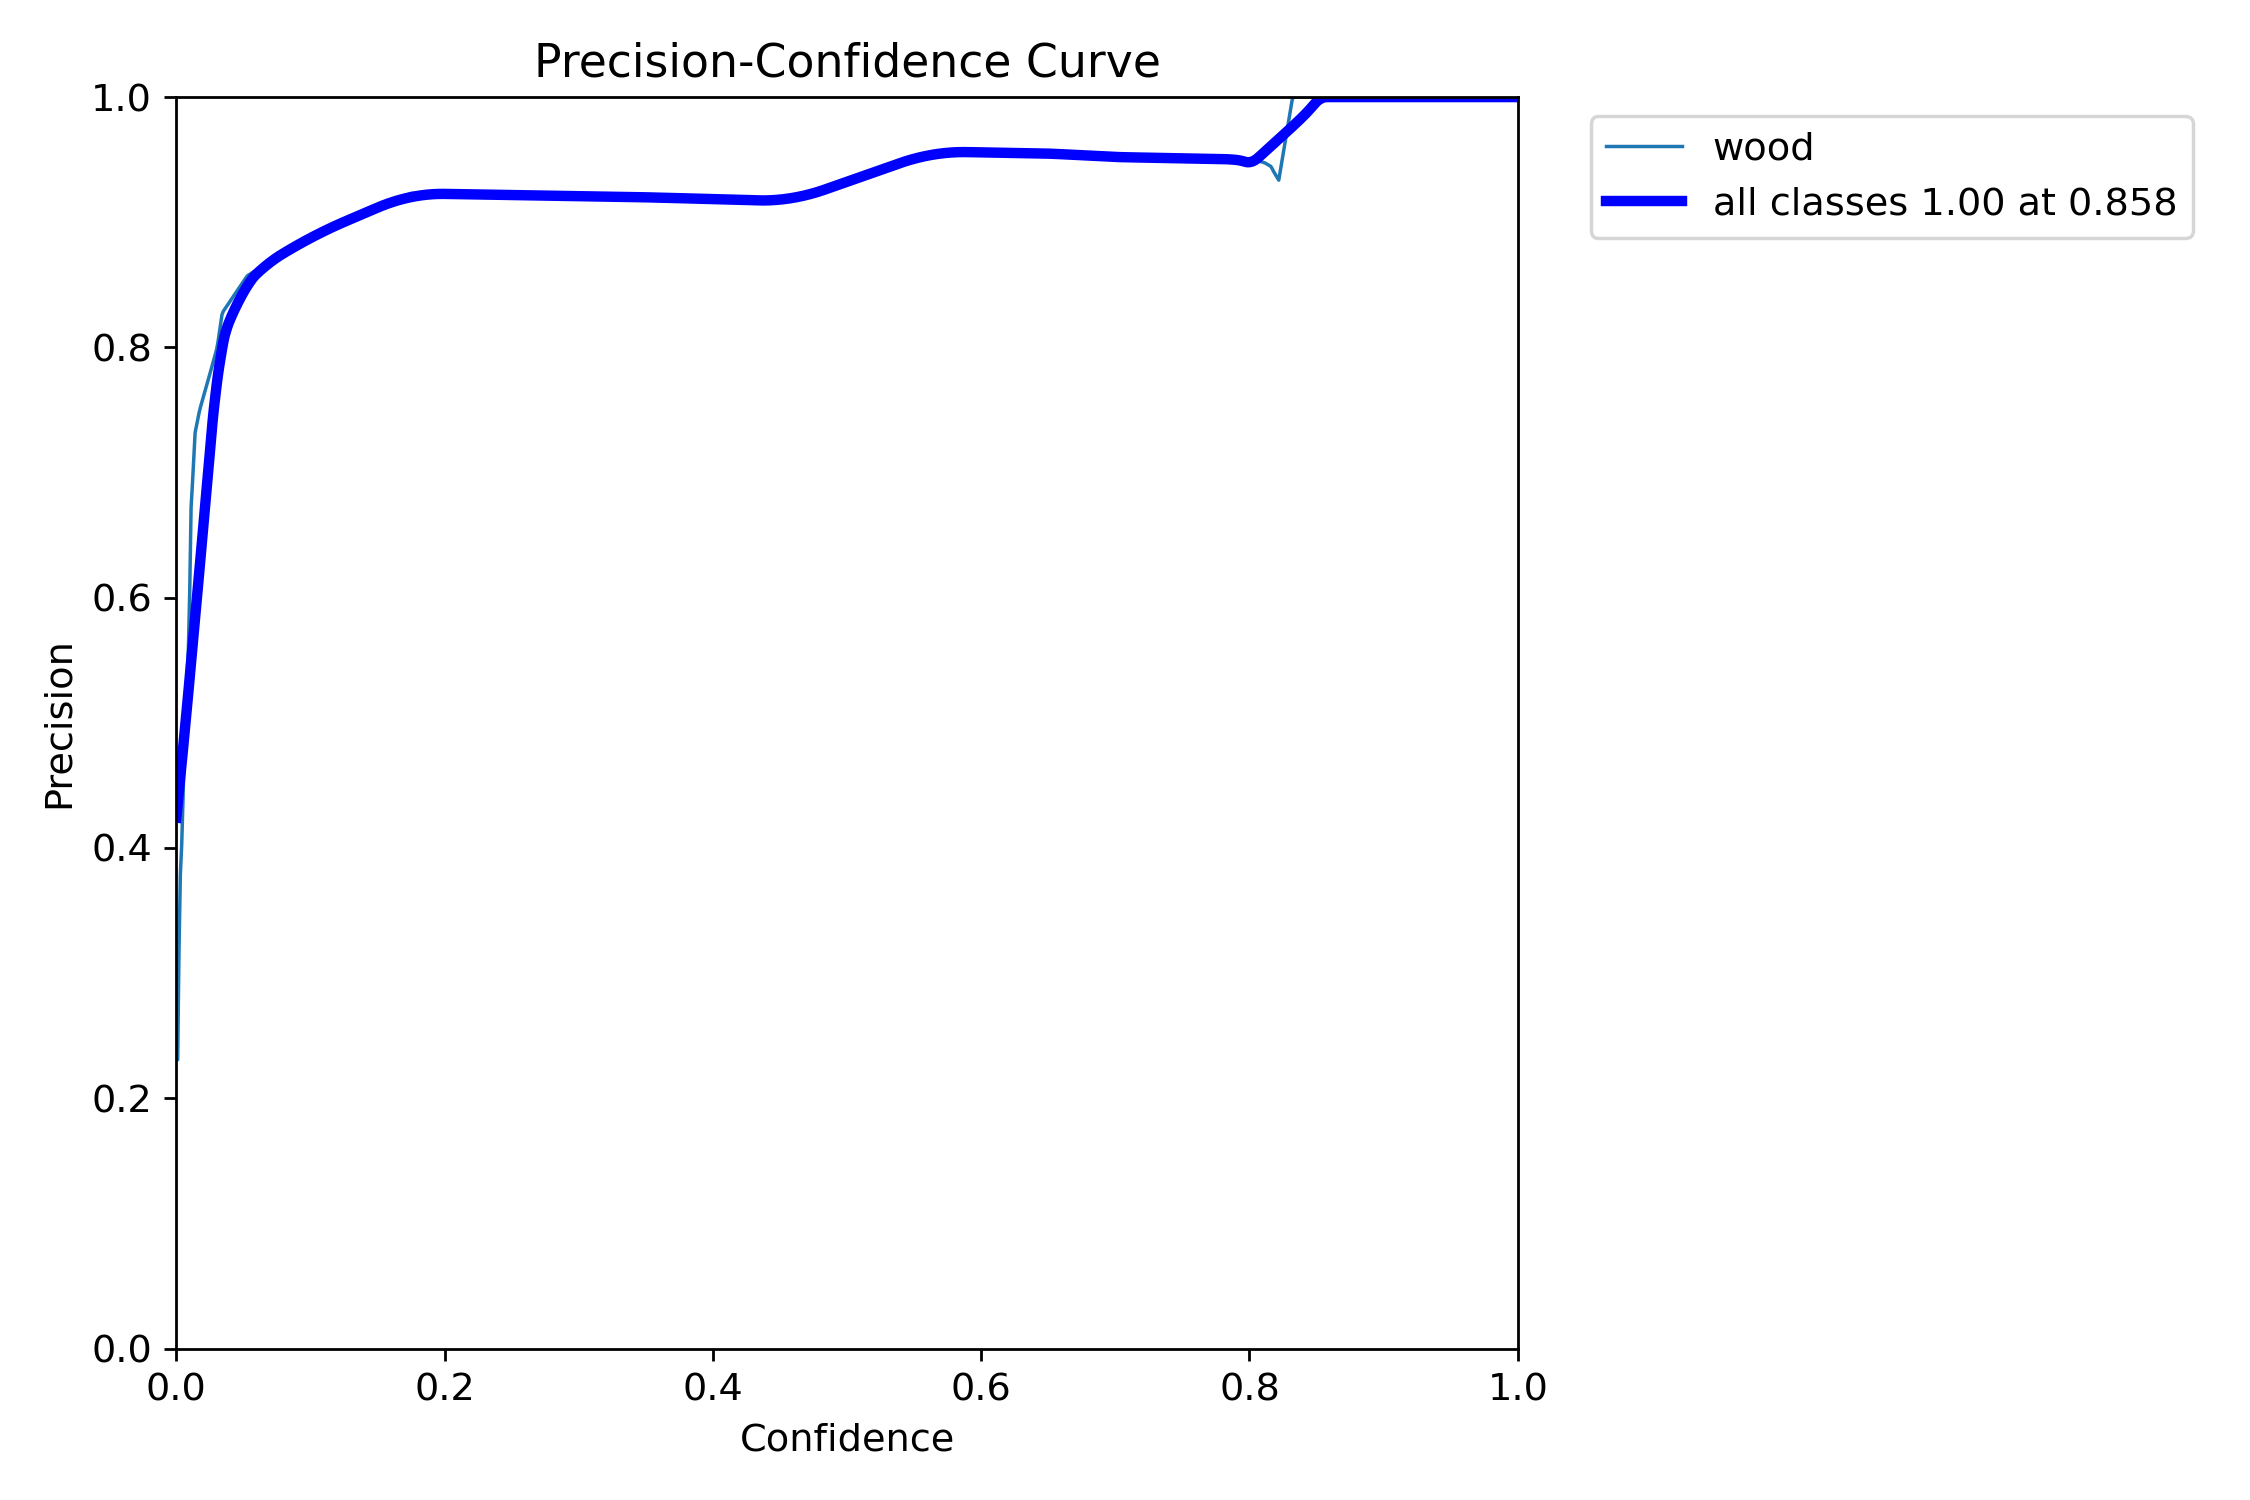 Precision-Confidence Curve
1.0
0.8
0.6
0.4
0.2
0.0
Precision
0.0 0.2 0.4 0.6 0.8 1.0
Confidence
wood
all classes 1.00 at 0.858